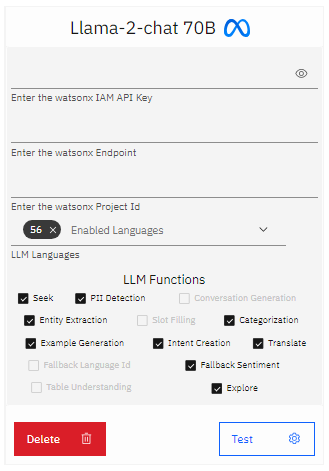 Llama-2-chat 70B
Enter the watsonx IAM API Key
Enter the watsonx Endpoint
Enter the watsonx Project Id
56 × Enabled Languages
LLM Languages
LLM Functions
Seek PII Detection Conversation Generation
Entity Extraction Slot Filling Categorization
Example Generation Intent Creation Translate
Fallback Language Id Fallback Sentiment
Table Understanding Explore
Delete Test